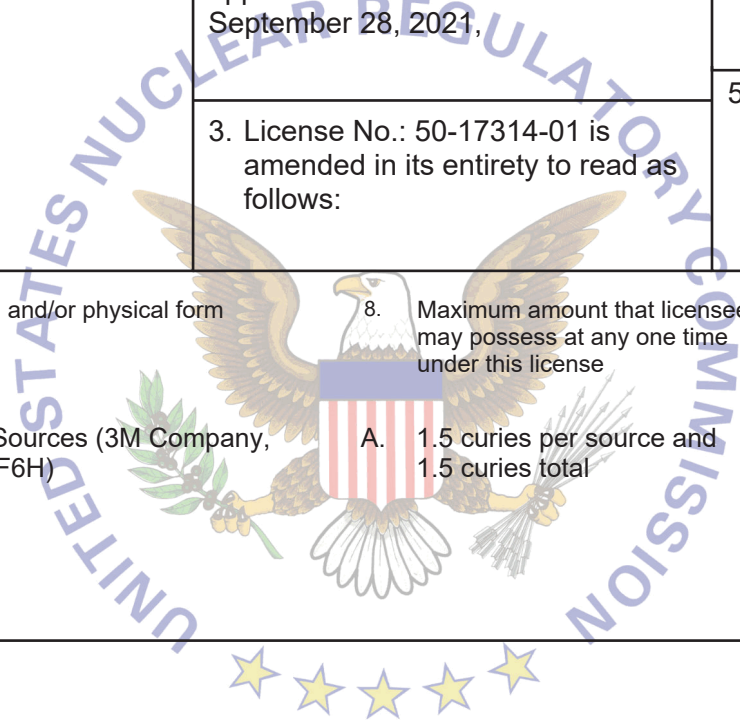 September 28, 2021,
5
3. License No.: 50-17314-01 is
amended in its entirety to read as
follows:
and/or physical form
8. Maximum amount that licensee
may possess at any one time
under this license
Sources (3M Company,
F6H)
A. 1.5 curies per source and
1.5 curies total
UNITED STATES NUCLEAR REGULATORY COMMISSION